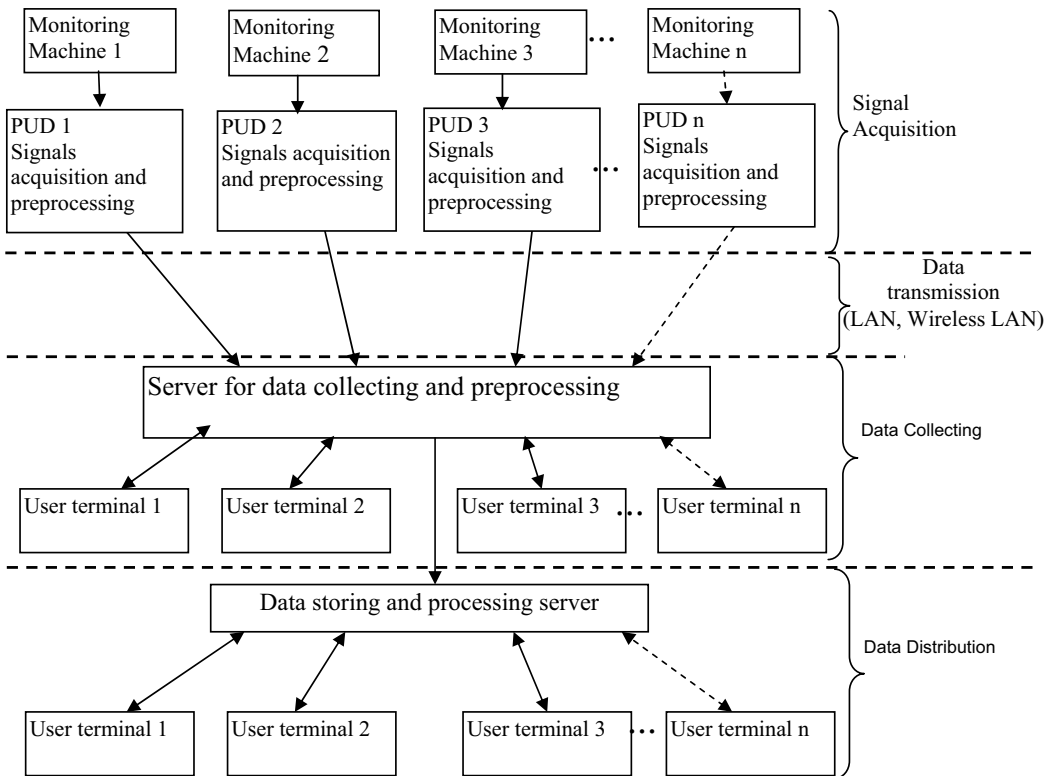 Monitoring
Machine 1
Monitoring
Machine 2
Monitoring
Machine 3
...
Monitoring
Machine n
PUD 1
Signals
acquisition and
preprocessing
PUD 2
Signals acquisition
and preprocessing
PUD 3
Signals
acquisition and
preprocessing
...
PUD n
Signals
acquisition and
preprocessing
Signal
Acquisition
Data
transmission
(LAN, Wireless LAN)
Server for data collecting and preprocessing
Data Collecting
User terminal 1
User terminal 2
User terminal 3
...
User terminal n
Data storing and processing server
Data Distribution
User terminal 1
User terminal 2
User terminal 3
...
User terminal n